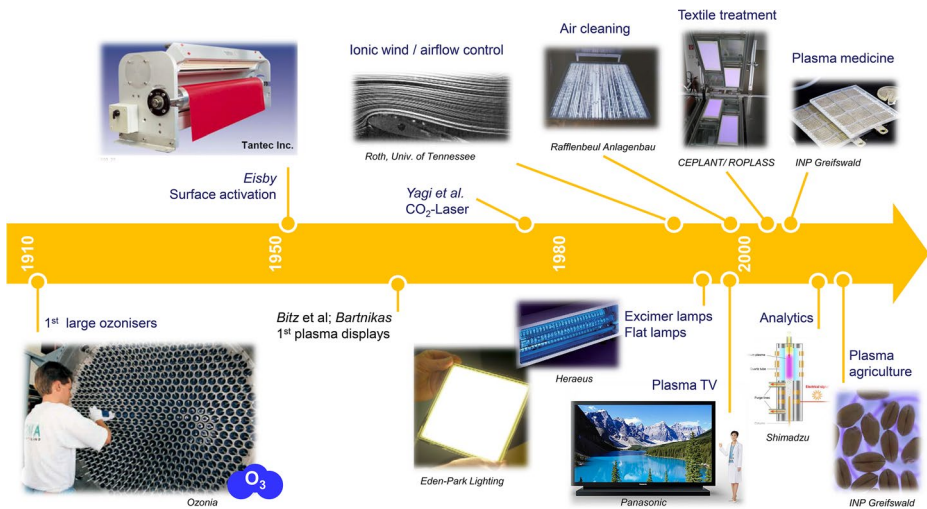 Textile treatment
Air cleaning
Ionic wind / airflow control
Plasma medicine
Tantec Inc.
Roth, Univ. of Tennessee
Rafflenbeul Anlagenbau
CEPLANT/ ROPLASS
INP Greifswald
Eisby
Surface activation
Yagi et al.
CO₂-Laser
1910
1950
1980
2000
1st large ozonisers
Bitz et al; Bartnikas
1st plasma displays
Excimer lamps
Flat lamps
Analytics
Plasma
agriculture
Heraeus
Plasma TV
Shimadzu
Eden-Park Lighting
Panasonic
O₃
Ozonia
INP Greifswald